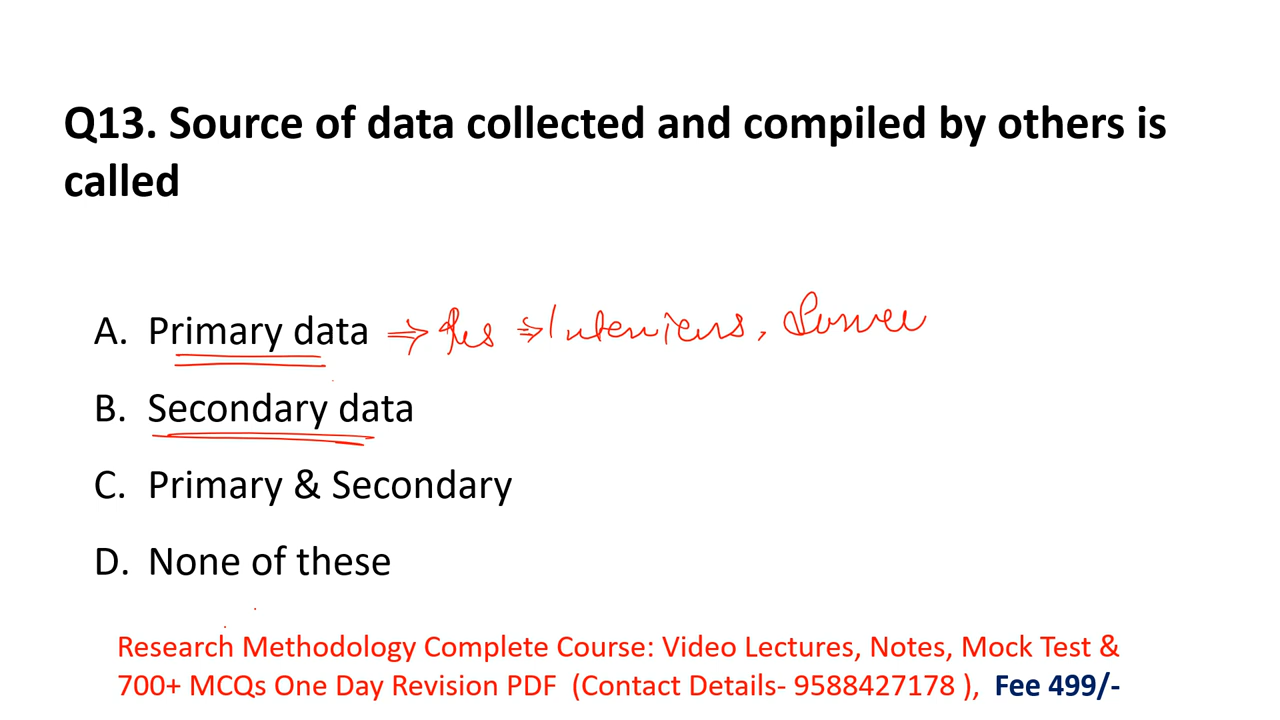 Q13. Source of data collected and compiled by others is
called
A. Primary data ⇒ Res ⇒ Interviews,
B. Secondary data
C. Primary & Secondary
D. None of these
Research Methodology Complete Course: Video Lectures, Notes, Mock Test &
700+ MCQs One Day Revision PDF (Contact Details- 9588427178 ), Fee 499/-